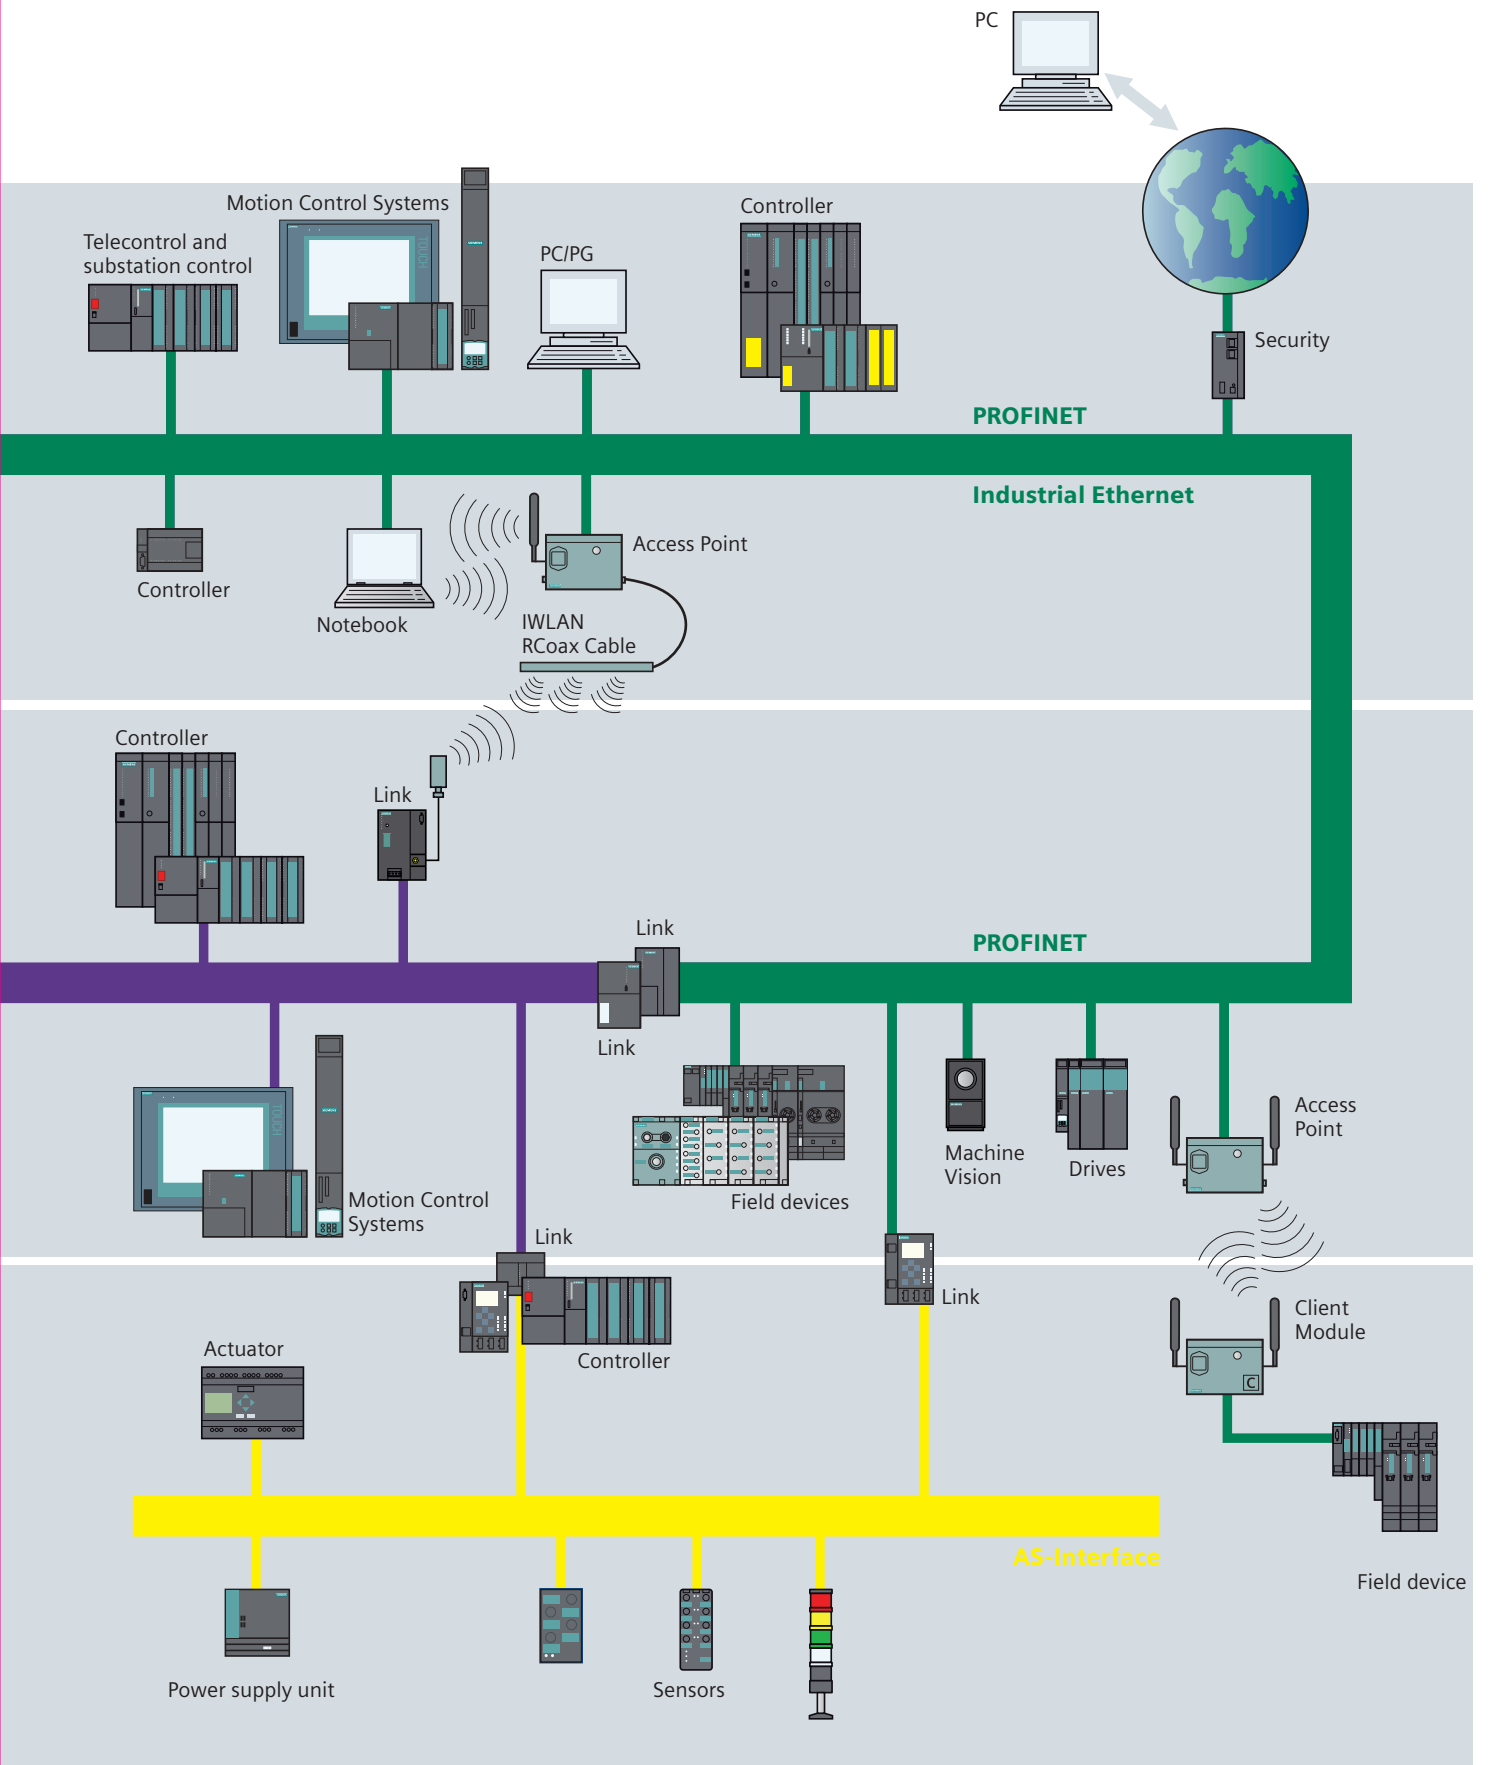 PC
Motion Control Systems
Controller
Telecontrol and
substation control
PC/PG
Security
PROFINET
Industrial Ethernet
Access Point
Controller
Notebook
IWLAN
RCoax Cable
Controller
Link
Link
PROFINET
Link
Access
Point
Machine
Vision
Drives
Field devices
Motion Control
Systems
Link
Link
Client
Module
Actuator
Controller
C
AS-Interface
Field device
Power supply unit
Sensors